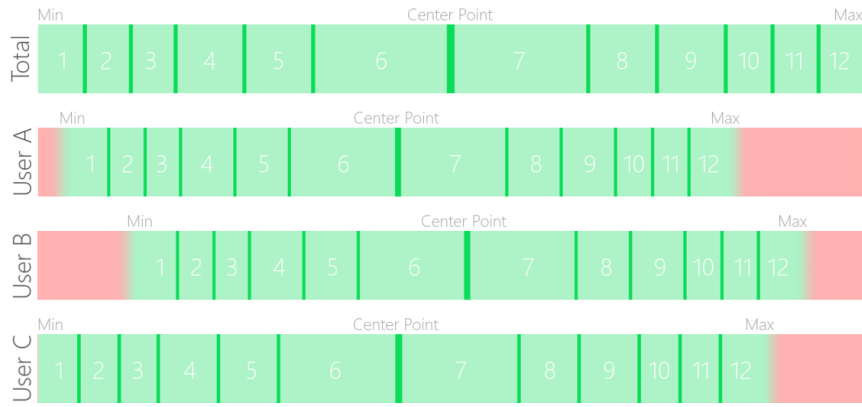 Min Center Point Max
Total 1 2 3 4 5 6 7 8 9 10 11 12
Min Center Point Max
User A 1 2 3 4 5 6 7 8 9 10 11 12
Min Center Point Max
User B 1 2 3 4 5 6 7 8 9 10 11 12
Min Center Point Max
User C 1 2 3 4 5 6 7 8 9 10 11 12